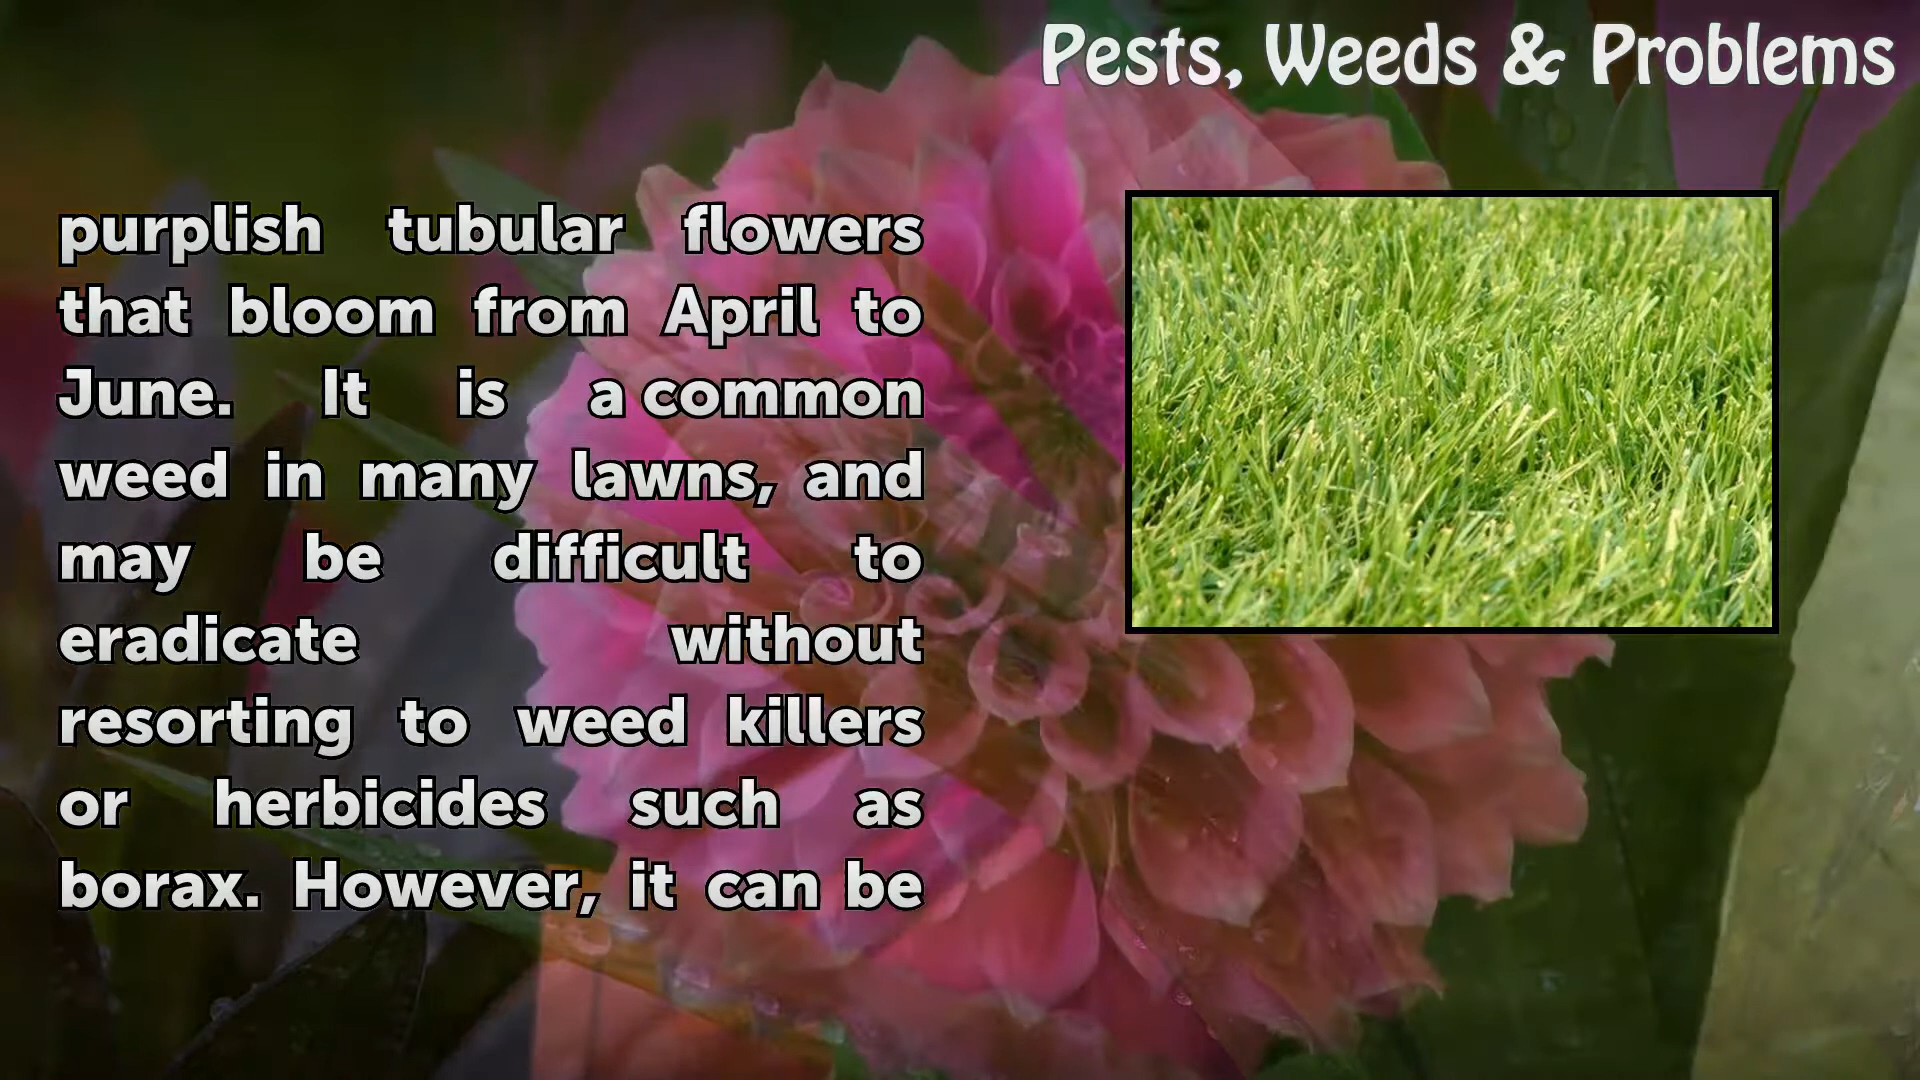 Pests, Weeds & Problems
purplish tubular flowers
that bloom from April to
June. It is a common
weed in many lawns, and
may be difficult to
eradicate without
resorting to weed killers
or herbicides such as
borax. However, it can be